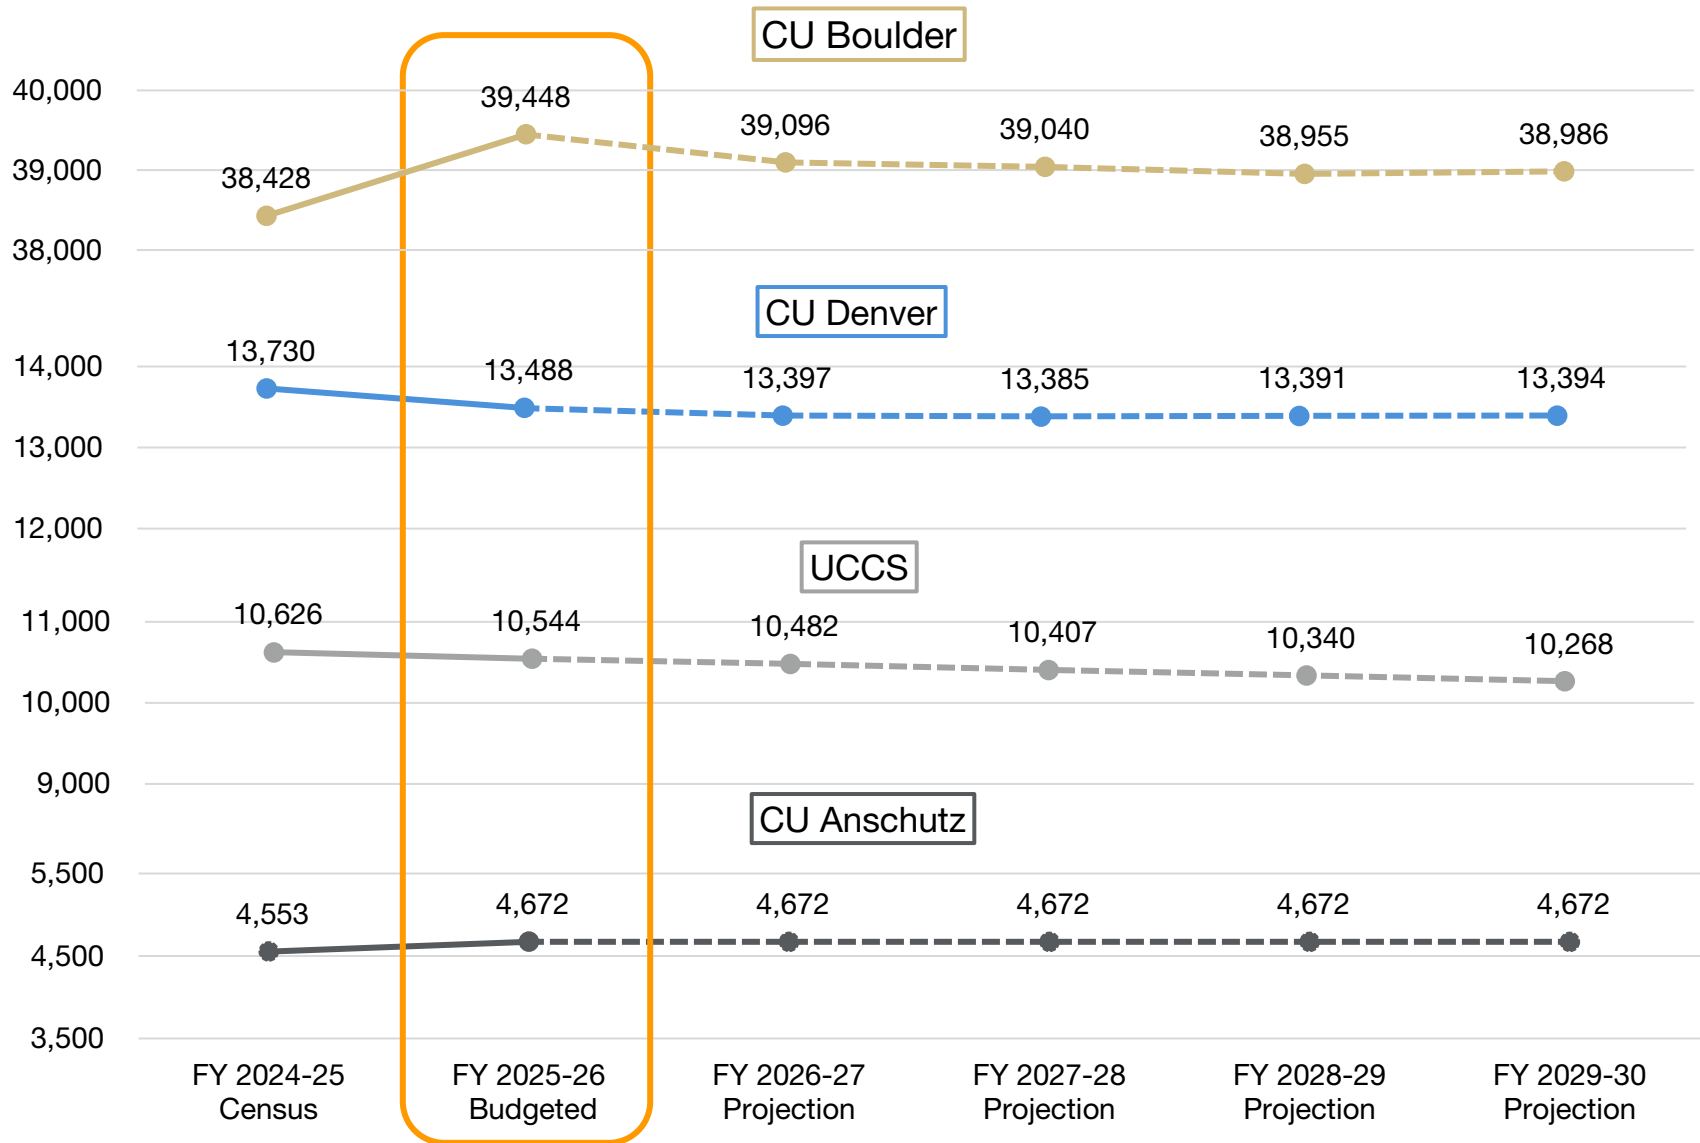 CU Boulder
40,000
39,448
39,096
39,040
38,955
38,986
39,000
38,428
38,000
CU Denver
14,000
13,730
13,488
13,397
13,385
13,391
13,394
13,000
12,000
UCCS
11,000
10,626
10,544
10,482
10,407
10,340
10,268
10,000
9,000
CU Anschutz
5,500
4,553
4,672
4,672
4,672
4,672
4,672
4,500
3,500
FY 2024-25
Census
FY 2025-26
Budgeted
FY 2026-27
Projection
FY 2027-28
Projection
FY 2028-29
Projection
FY 2029-30
Projection